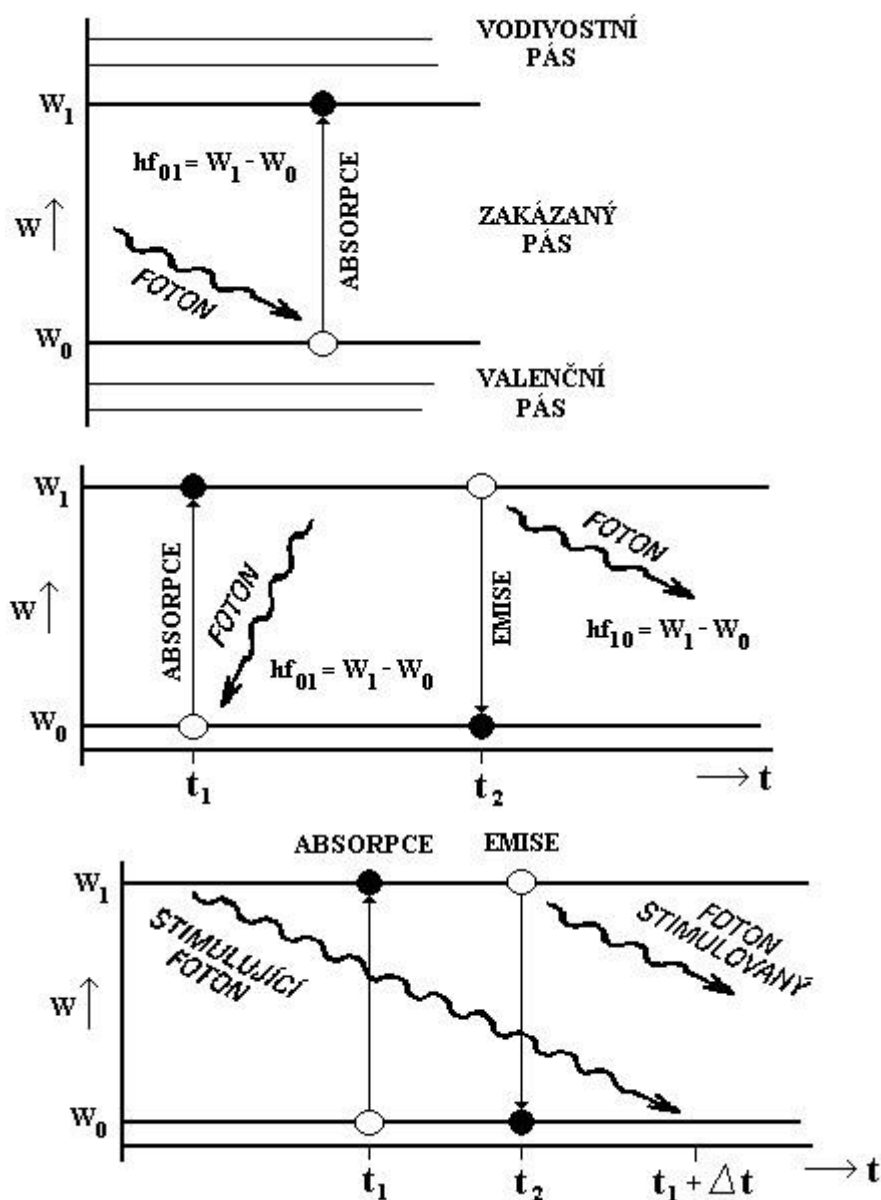 VODIVOSTNÍ
PÁS
W₁
hf₀₁ = W₁ - W₀
ABSORPCE
W
ZAKÁZANÝ
PÁS
FOTON
W₀
VALENČNÍ
PÁS
W₁
ABSORPCE
FOTON
EMISE
FOTON
W
hf₁₀ = W₁ - W₀
hf₀₁ = W₁ - W₀
W₀
t₁
t₂
t
ABSORPCE
EMISE
W₁
STIMULUJÍCÍ
FOTON
FOTON
STIMULOVANÝ
W
W₀
t₁
t₂
t₁ + △t
t